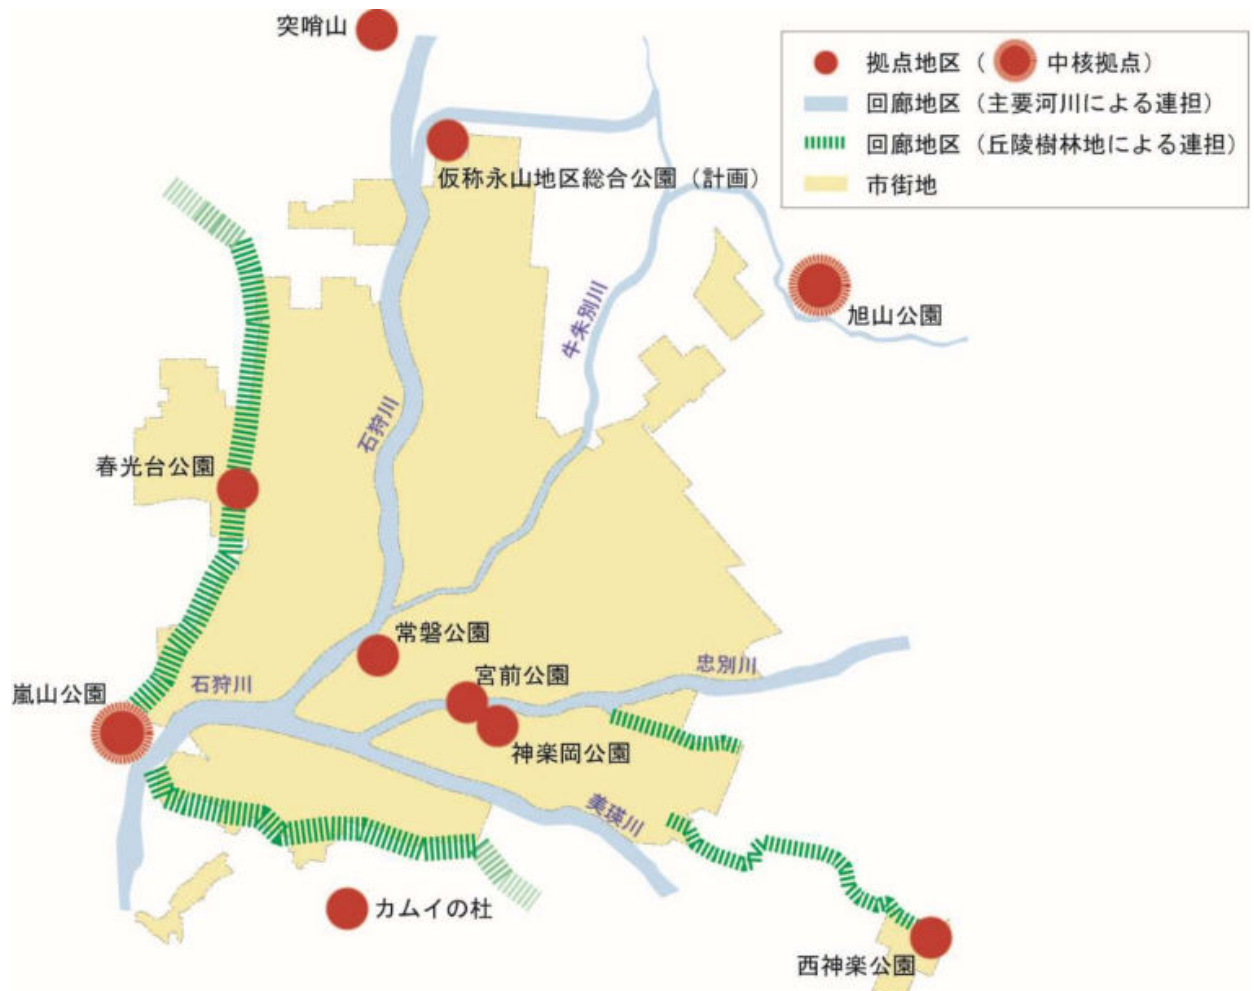 突哨山
拠点地区（ 中核拠点）
回廊地区（主要河川による連担）
回廊地区（丘陵樹林地による連担）
市街地
仮称永山地区総合公園（計画）
旭山公園
牛朱別川
石狩川
春光台公園
常磐公園
忠別川
宮前公園
石狩川
嵐山公園
神楽岡公園
美瑛川
カムイの杜
西神楽公園